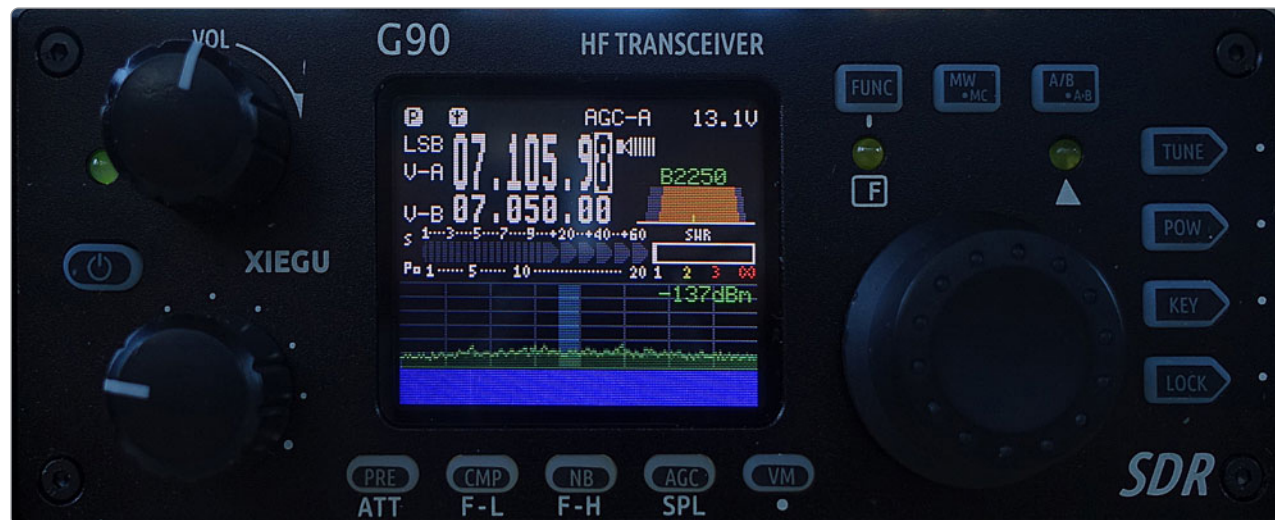 VOL
G90
HF TRANSCEIVER
FUNC
MW
•MC
A/B
•A=B
P
AGC-A 13.1V
LSB
V-A
07.105.98
B2250
V-B 07.050.00
S 1···3···5···7···9···+20··+40··+60
SWR
Po 1····· 5····· 10················ 20
1 2 3 ∞
-137dBm
F
TUNE
POW
KEY
LOCK
XIEGU
PRE
CMP
NB
AGC
VM
ATT
F-L
F-H
SPL
SDR